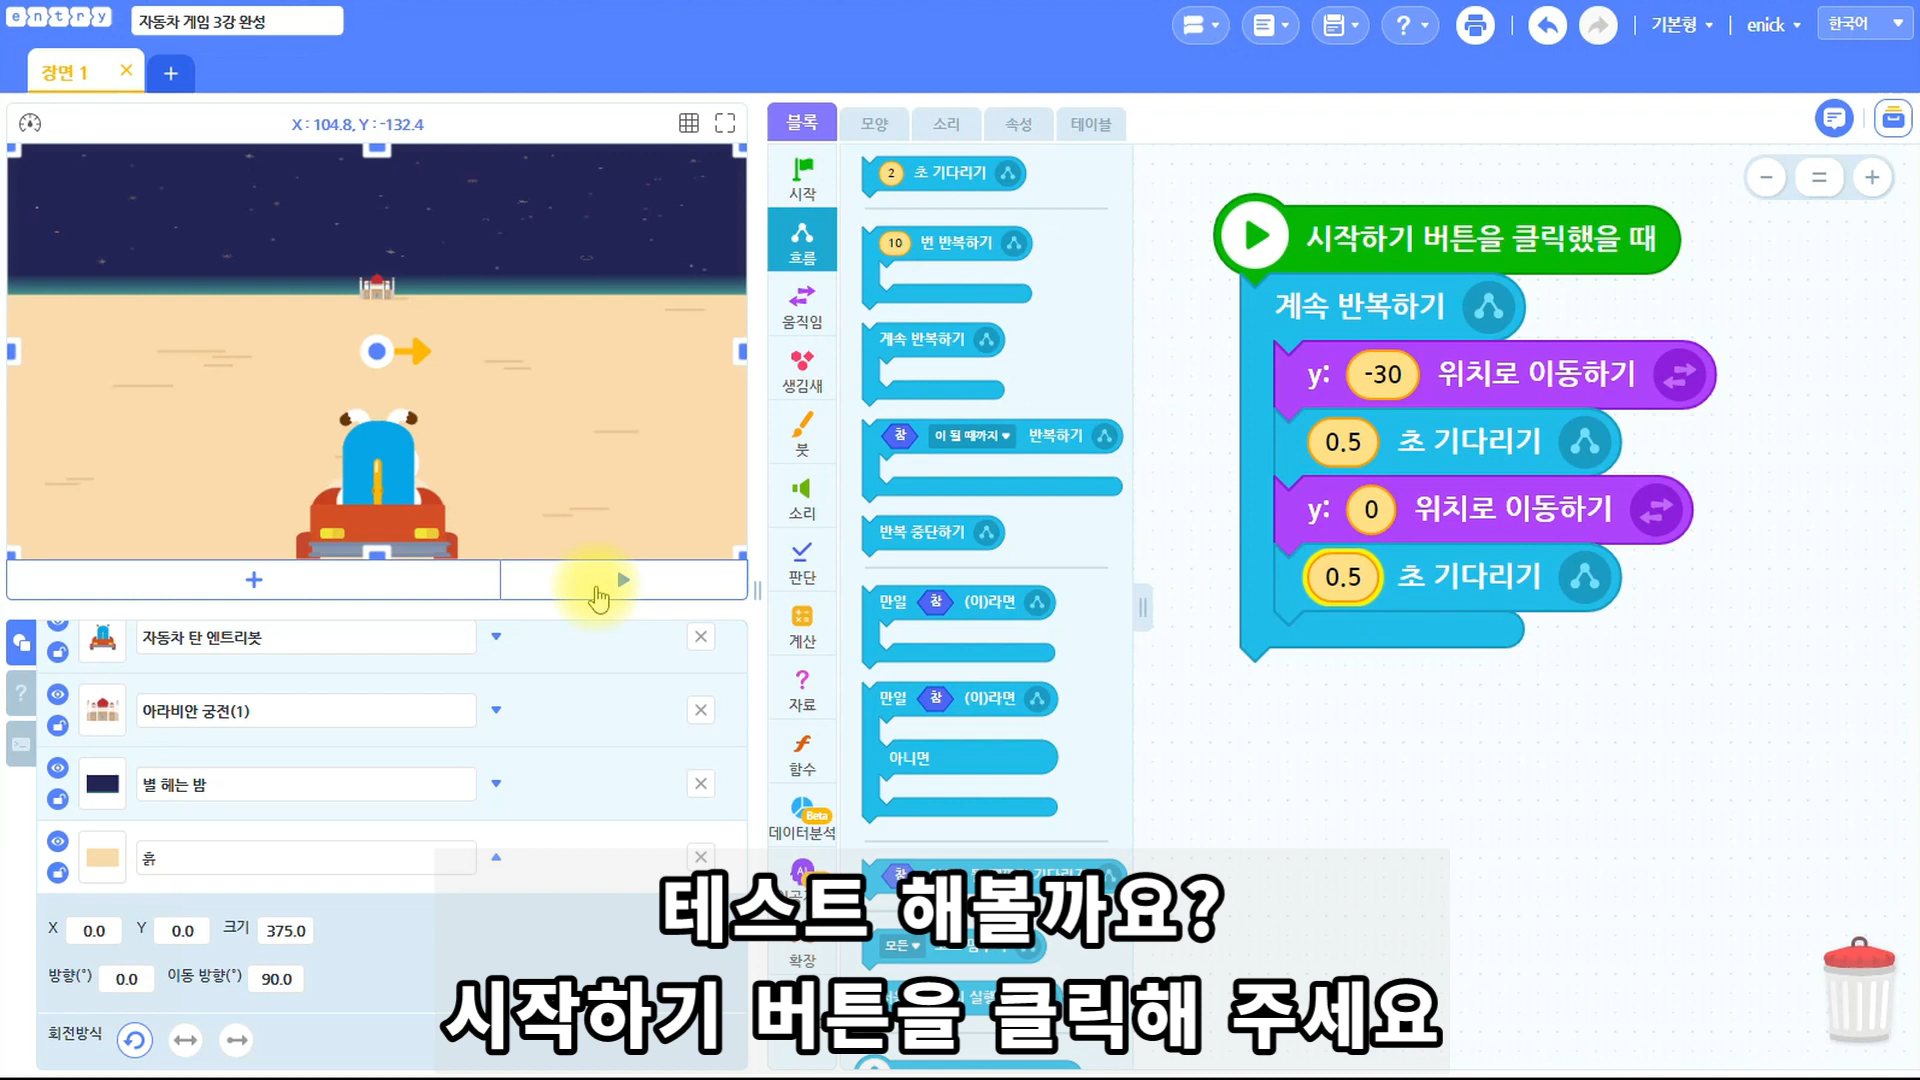 entry
자동차 게임 3강 완성
기본형
enick
한국어
장면 1
X : 104.8, Y : -132.4
블록
모양
소리
속성
테이블
시작
흐름
움직임
생김새
붓
소리
판단
계산
자료
함수
Beta
데이터분석
AI
확장
2 초 기다리기
10 번 반복하기
계속 반복하기
참 이 될 때까지 반복하기
반복 중단하기
만일 참 (이)라면
만일 참 (이)라면
아니면
참
모든
시작하기 버튼을 클릭했을 때
계속 반복하기
y: -30 위치로 이동하기
0.5 초 기다리기
y: 0 위치로 이동하기
0.5 초 기다리기
자동차 탄 엔트리봇
아라비안 궁전(1)
별 헤는 밤
흙
X 0.0 Y 0.0 크기 375.0
방향(°) 0.0 이동 방향(°) 90.0
회전방식
테스트 해볼까요?
시작하기 버튼을 클릭해 주세요